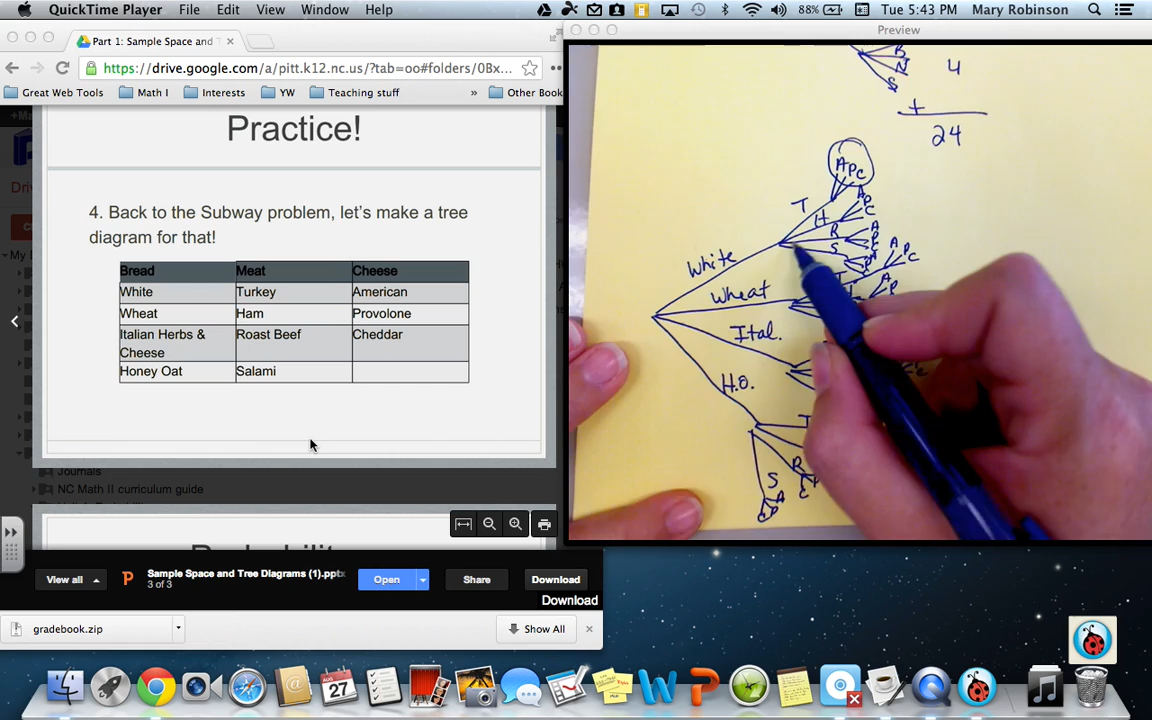 QuickTime Player File Edit View Window Help 88% Tue 5:43 PM Mary Robinson
Part 1: Sample Space and T
https://drive.google.com/a/pitt.k12.nc.us/?tab=oo#folders/0Bx...
Great Web Tools Math I Interests YW Teaching stuff » Other Book
Practice!
4. Back to the Subway problem, let's make a tree
diagram for that!
Bread Meat Cheese
White Turkey American
Wheat Ham Provolone
Italian Herbs & Roast Beef Cheddar
Cheese
Honey Oat Salami
Journals
NC Math II curriculum guide
View all
Sample Space and Tree Diagrams (1).pptx
3 of 3
Open Share Download
Download
gradebook.zip
Show All
Preview
B
N 4
S
+
24
A P C
T A
H P
C
R A
P
C
S A
P
White
Wheat
Ital.
H.O.
A P C
A P
T
R
C
S A
C P
AUG
27